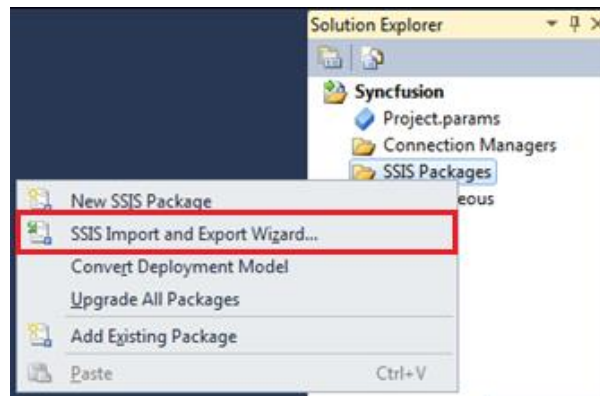 Solution Explorer
Syncfusion
Project.params
Connection Managers
SSIS Packages
eous
New SSIS Package
SSIS Import and Export Wizard...
Convert Deployment Model
Upgrade All Packages
Add Existing Package
Paste Ctrl+V